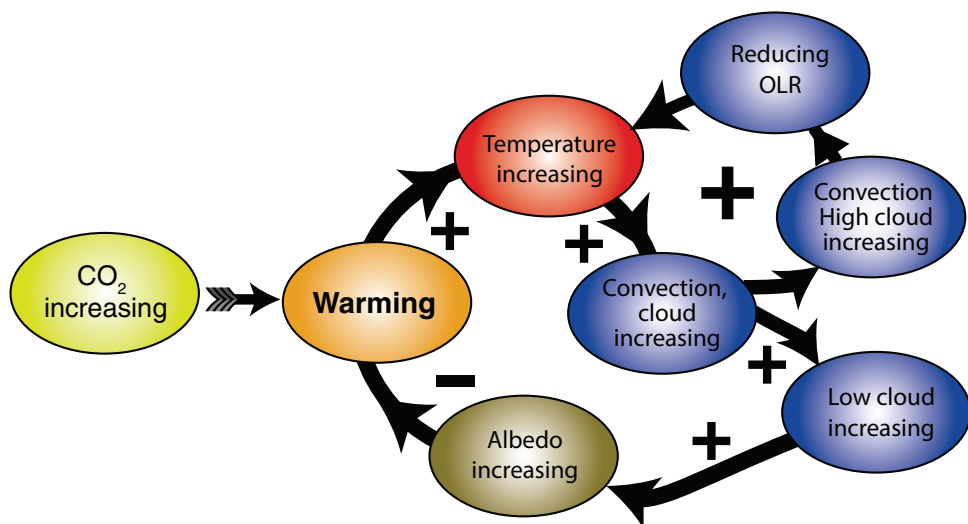 CO₂
increasing
Warming
+
Temperature
increasing
+
Convection,
cloud
increasing
+
Convection
High cloud
increasing
Reducing
OLR
+
Low cloud
increasing
+
Albedo
increasing
−